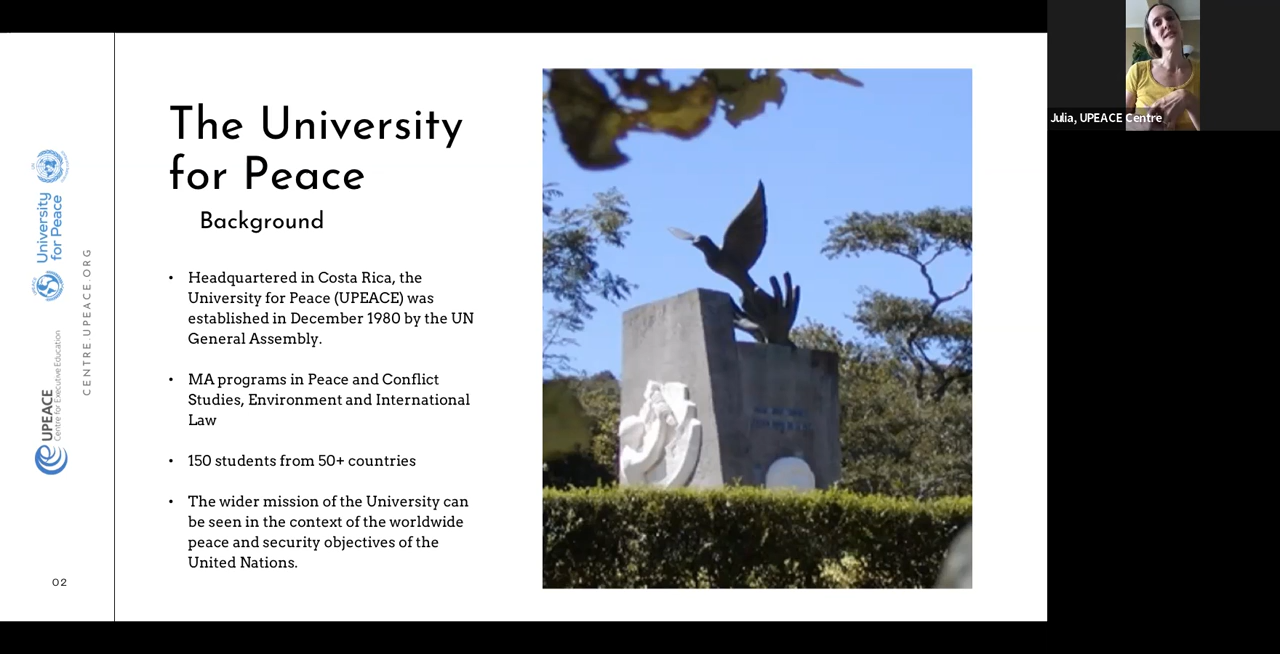 The University
for Peace
Background
• Headquartered in Costa Rica, the
University for Peace (UPEACE) was
established in December 1980 by the UN
General Assembly.
• MA programs in Peace and Conflict
Studies, Environment and International
Law
• 150 students from 50+ countries
• The wider mission of the University can
be seen in the context of the worldwide
peace and security objectives of the
United Nations.
University
for Peace
CENTRE.UPEACE.ORG
UPEACE
Centre for Executive Education
02
Julia, UPEACE Centre